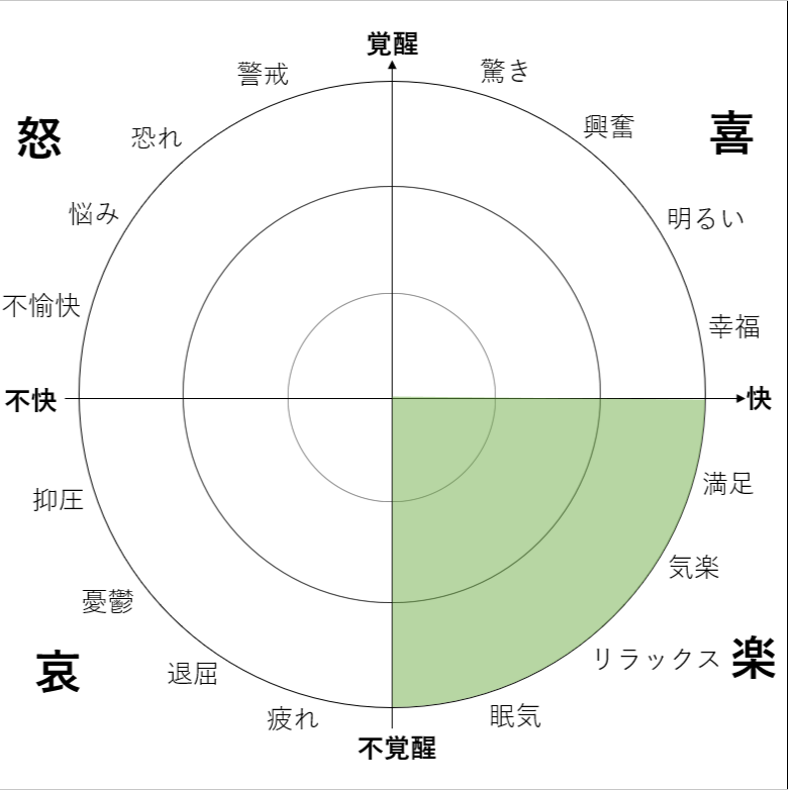 覚醒
警戒
驚き
怒
恐れ
興奮
喜
悩み
明るい
不愉快
幸福
不快
快
抑圧
満足
憂鬱
気楽
哀
退屈
リラックス
楽
疲れ
眠気
不覚醒